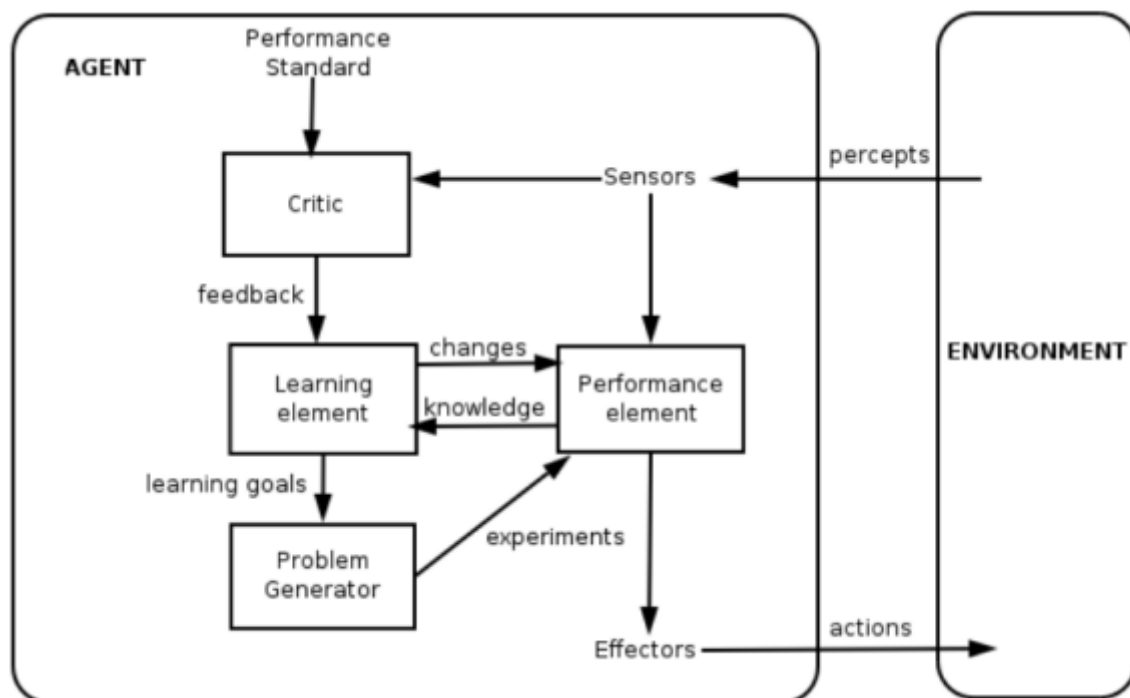 Performance
Standard
AGENT
percepts
Sensors
Critic
feedback
changes
ENVIRONMENT
Learning
element
Performance
element
knowledge
learning goals
experiments
Problem
Generator
actions
Effectors